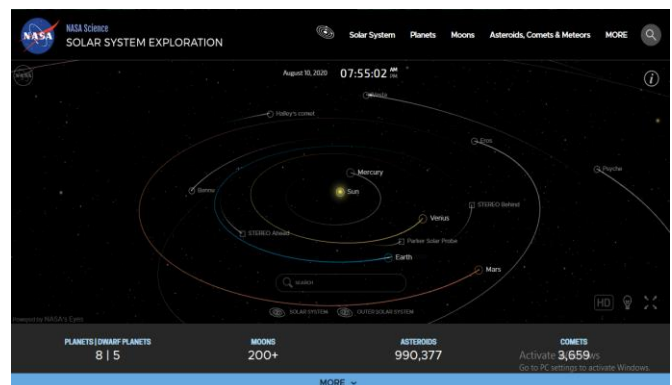 NASA
NASA Science
SOLAR SYSTEM EXPLORATION
Solar System Planets Moons Asteroids, Comets & Meteors MORE
August 10, 2020 07:55:02 AM PM
i
Vesta
Halley's comet
Eros
Mercury
Psyche
Bennu
Sun
STEREO Behind
Venus
STEREO Ahead
Parker Solar Probe
Earth
Mars
SEARCH
HD
SOLAR SYSTEM OUTER SOLAR SYSTEM
Powered by NASA's Eyes
PLANETS | DWARF PLANETS MOONS ASTEROIDS COMETS
8 | 5 200+ 990,377 3,659
Activate Windows
Go to PC settings to activate Windows.
MORE